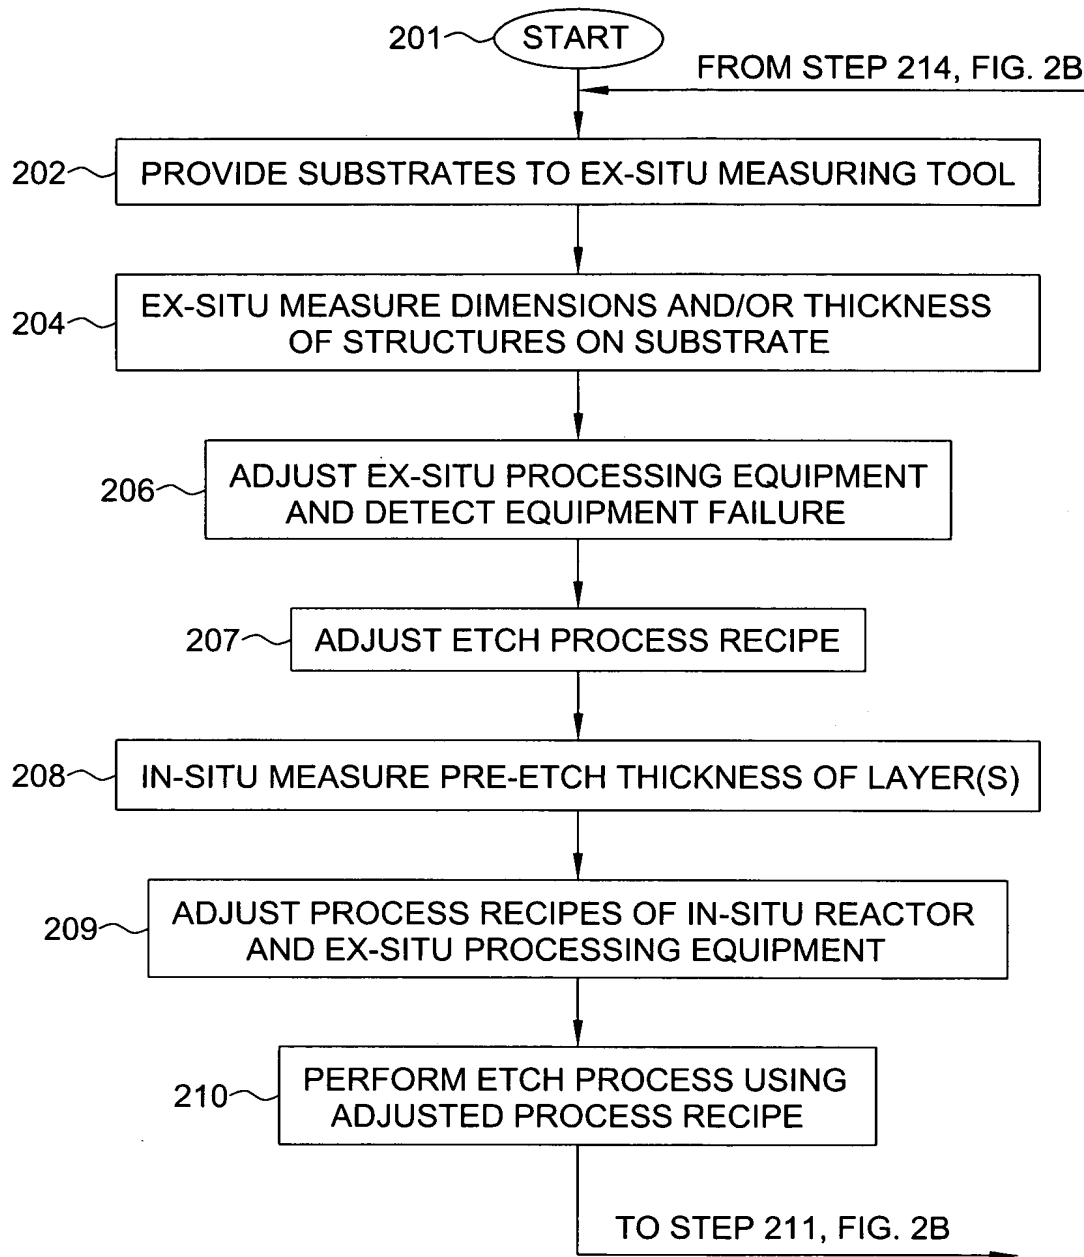 201
START
FROM STEP 214, FIG. 2B
202
PROVIDE SUBSTRATES TO EX-SITU MEASURING TOOL
204
EX-SITU MEASURE DIMENSIONS AND/OR THICKNESS
OF STRUCTURES ON SUBSTRATE
206
ADJUST EX-SITU PROCESSING EQUIPMENT
AND DETECT EQUIPMENT FAILURE
207
ADJUST ETCH PROCESS RECIPE
208
IN-SITU MEASURE PRE-ETCH THICKNESS OF LAYER(S)
209
ADJUST PROCESS RECIPES OF IN-SITU REACTOR
AND EX-SITU PROCESSING EQUIPMENT
210
PERFORM ETCH PROCESS USING
ADJUSTED PROCESS RECIPE
TO STEP 211, FIG. 2B